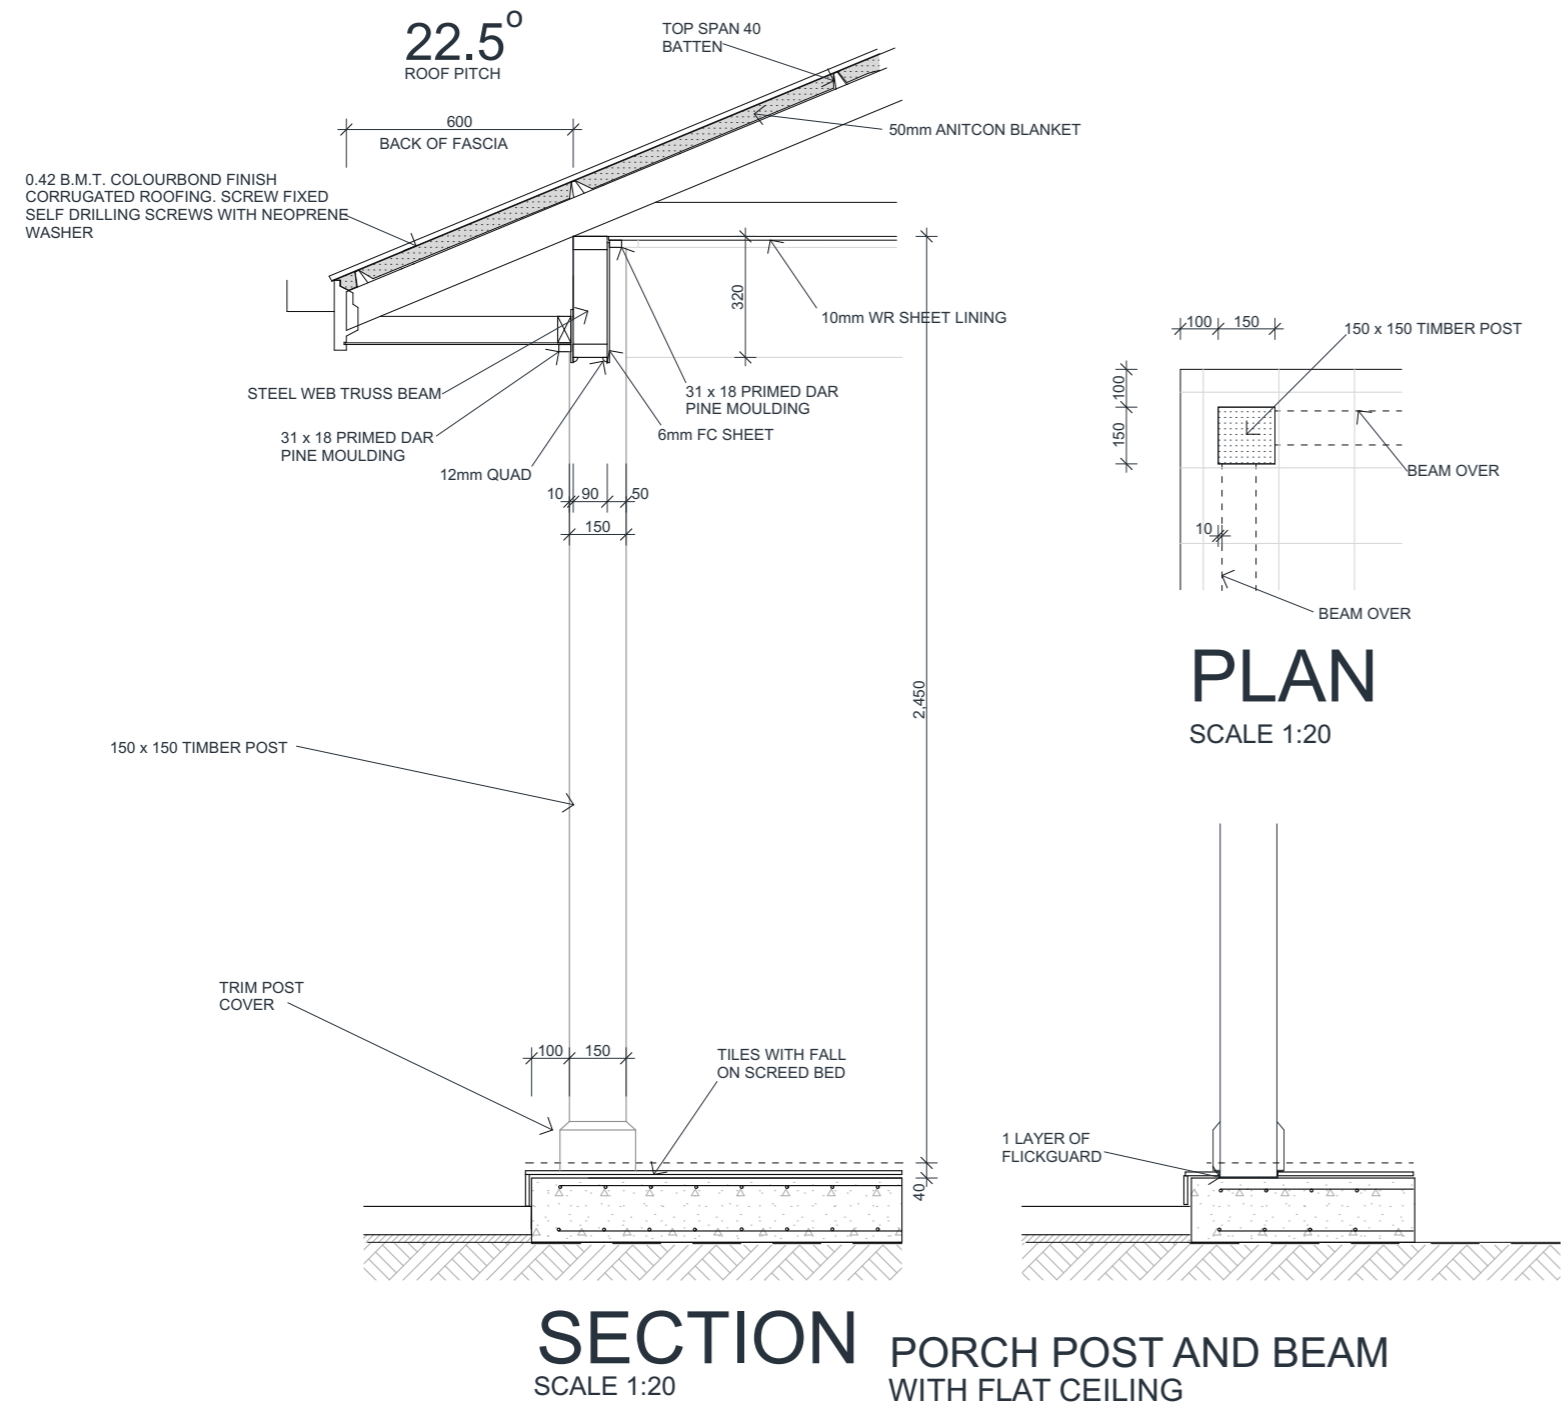 22.5°
ROOF PITCH
TOP SPAN 40
BATTEN
600
BACK OF FASCIA
50mm ANITCON BLANKET
0.42 B.M.T. COLOURBOND FINISH
CORRUGATED ROOFING. SCREW FIXED
SELF DRILLING SCREWS WITH NEOPRENE
WASHER
320
10mm WR SHEET LINING
STEEL WEB TRUSS BEAM
31 x 18 PRIMED DAR
PINE MOULDING
31 x 18 PRIMED DAR
PINE MOULDING
6mm FC SHEET
12mm QUAD
10 90 50
150
2,450
150 x 150 TIMBER POST
TRIM POST
COVER
100 150
TILES WITH FALL
ON SCREED BED
40
100 150
150 x 150 TIMBER POST
100
150
BEAM OVER
10
BEAM OVER
PLAN
SCALE 1:20
1 LAYER OF
FLICKGUARD
SECTION
SCALE 1:20
PORCH POST AND BEAM
WITH FLAT CEILING